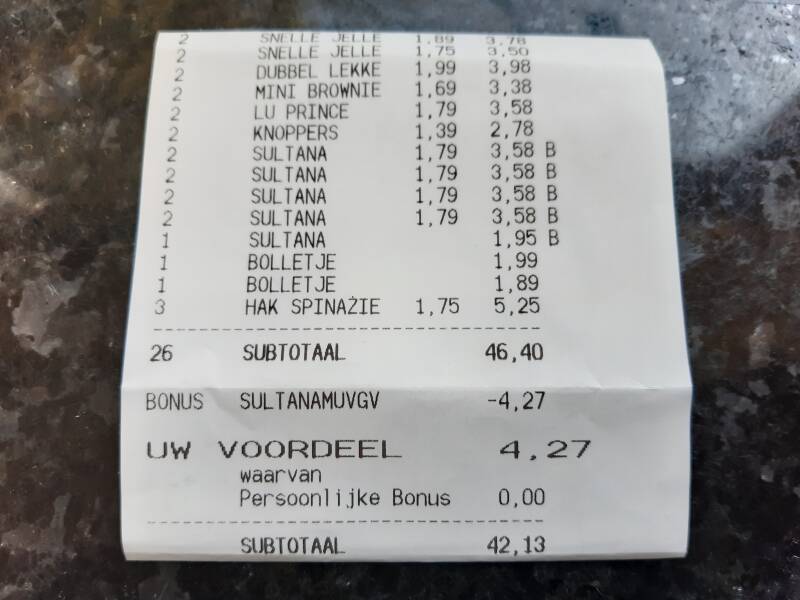 2 SNELLE JELLE 1,89 3,78
2 SNELLE JELLE 1,75 3,50
2 DUBBEL LEKKE 1,99 3,98
2 MINI BROWNIE 1,69 3,38
2 LU PRINCE 1,79 3,58
2 KNOPPERS 1,39 2,78
2 SULTANA 1,79 3,58 B
2 SULTANA 1,79 3,58 B
2 SULTANA 1,79 3,58 B
2 SULTANA 1,79 3,58 B
1 SULTANA 1,95 B
1 BOLLETJE 1,99
1 BOLLETJE 1,89
3 HAK SPINAZIE 1,75 5,25
26 SUBTOTAAL 46,40
BONUS SULTANAMUVGV -4,27
UW VOORDEEL 4,27
waarvan
Persoonlijke Bonus 0,00
SUBTOTAAL 42,13